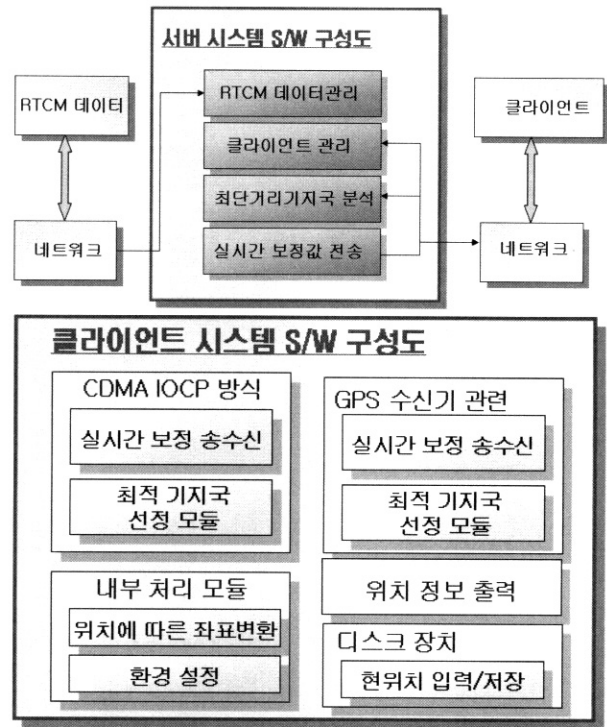 서버 시스템 S/W 구성도
RTCM 데이터
네트워크
RTCM 데이터관리
클라이언트 관리
최단거리기지국 분석
실시간 보정값 전송
클라이언트
네트워크
클라이언트 시스템 S/W 구성도
CDMA IOCP 방식
실시간 보정 송수신
최적 기지국
선정 모듈
GPS 수신기 관련
실시간 보정 송수신
최적 기지국
선정 모듈
내부 처리 모듈
위치에 따른 좌표변환
환경 설정
위치 정보 출력
디스크 장치
현위치 입력/저장